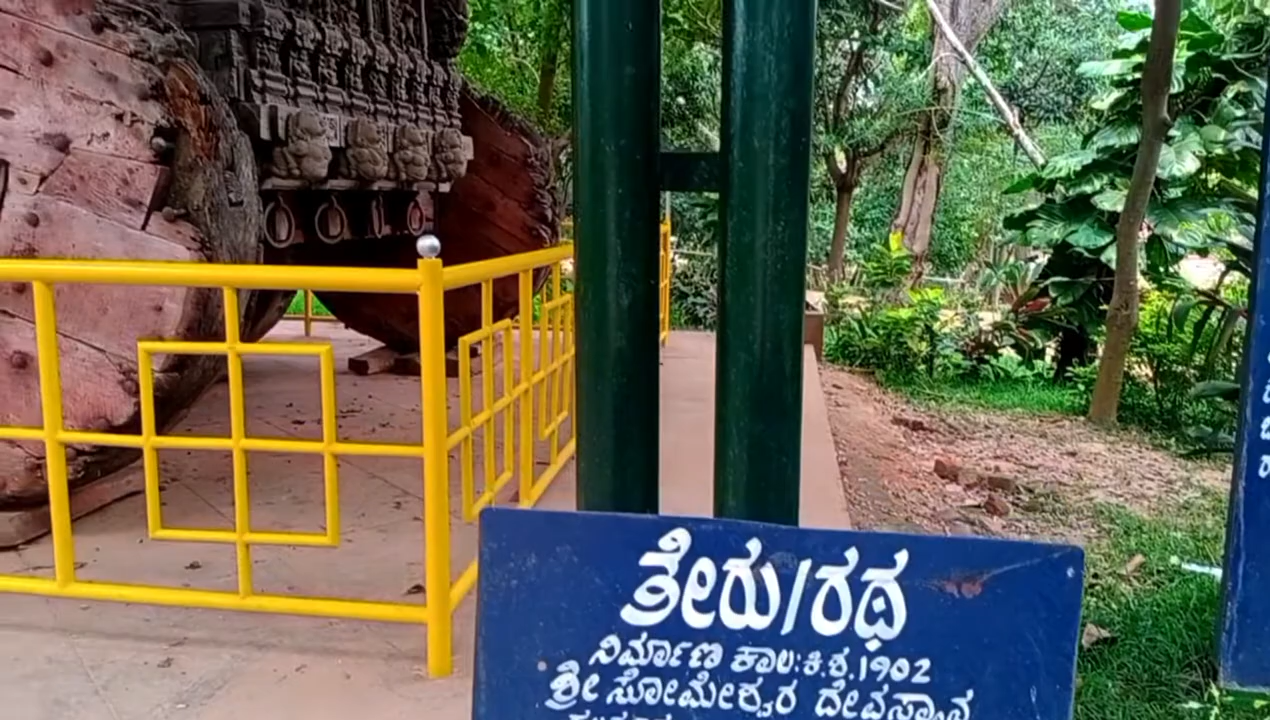 ತೇರು/ರಥ
ನಿರ್ಮಾಣ ಕಾಲ:ಕಿ.ಶ.1902
ಶ್ರೀ ಸೋಮೇಶ್ವರ ದೇವಸ್ಥಾನ